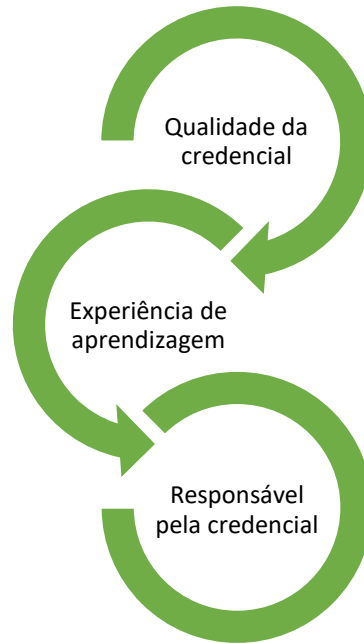 Qualidade da
credencial
Experiência de
aprendizagem
Responsável
pela credencial